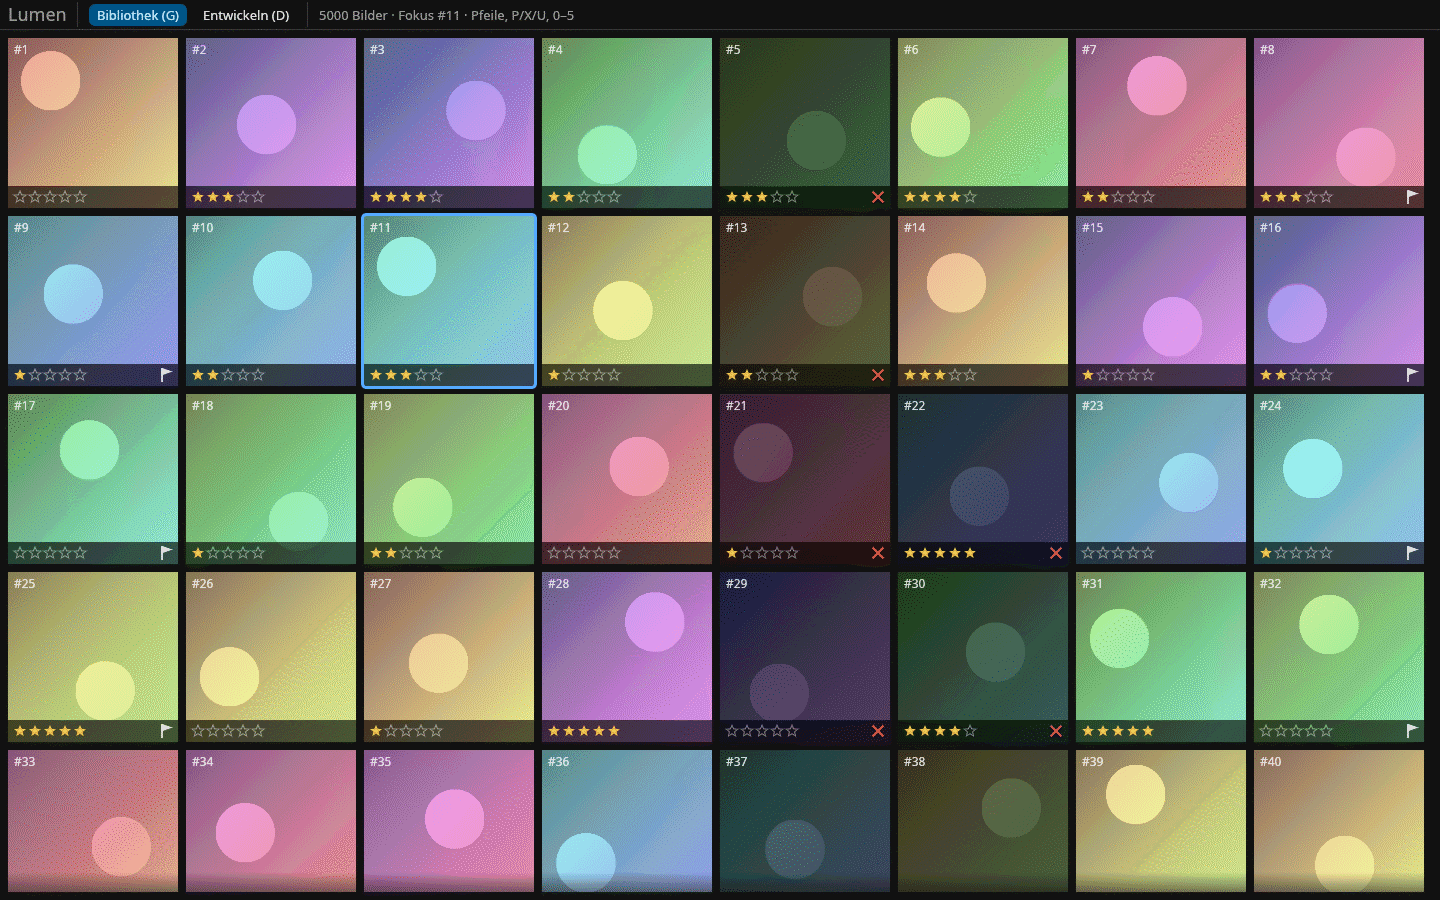 Lumen Bibliothek (G) Entwickeln (D) 5000 Bilder · Fokus #11 · Pfeile, P/X/U, 0–5
#1 #2 #3 #4 #5 #6 #7 #8
#9 #10 #11 #12 #13 #14 #15 #16
#17 #18 #19 #20 #21 #22 #23 #24
#25 #26 #27 #28 #29 #30 #31 #32
#33 #34 #35 #36 #37 #38 #39 #40